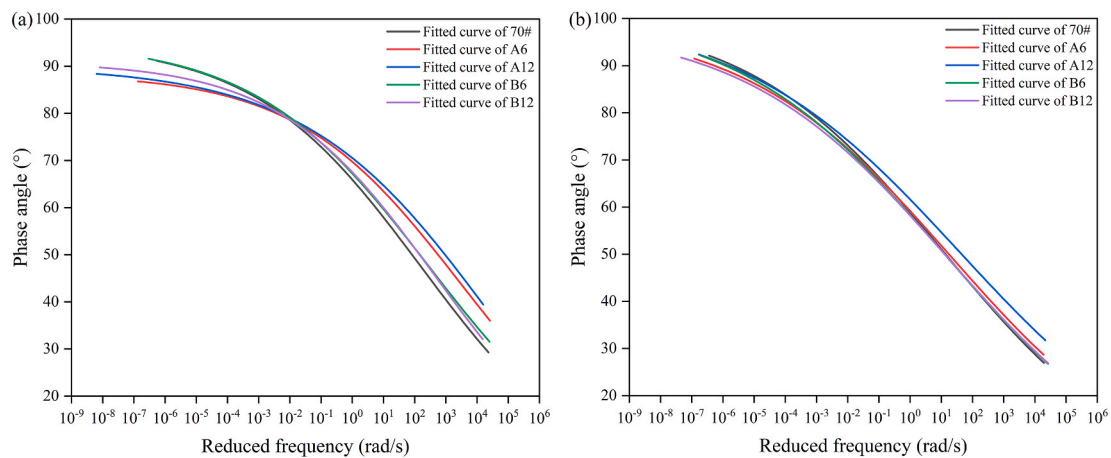 (a)
100
90
80
70
60
50
40
30
20
Phase angle (°)
Fitted curve of 70#
Fitted curve of A6
Fitted curve of A12
Fitted curve of B6
Fitted curve of B12
10⁻⁹ 10⁻⁸ 10⁻⁷ 10⁻⁶ 10⁻⁵ 10⁻⁴ 10⁻³ 10⁻² 10⁻¹ 10⁰ 10¹ 10² 10³ 10⁴ 10⁵ 10⁶
Reduced frequency (rad/s)
(b)
100
90
80
70
60
50
40
30
20
Phase angle (°)
Fitted curve of 70#
Fitted curve of A6
Fitted curve of A12
Fitted curve of B6
Fitted curve of B12
10⁻⁹ 10⁻⁸ 10⁻⁷ 10⁻⁶ 10⁻⁵ 10⁻⁴ 10⁻³ 10⁻² 10⁻¹ 10⁰ 10¹ 10² 10³ 10⁴ 10⁵ 10⁶
Reduced frequency (rad/s)